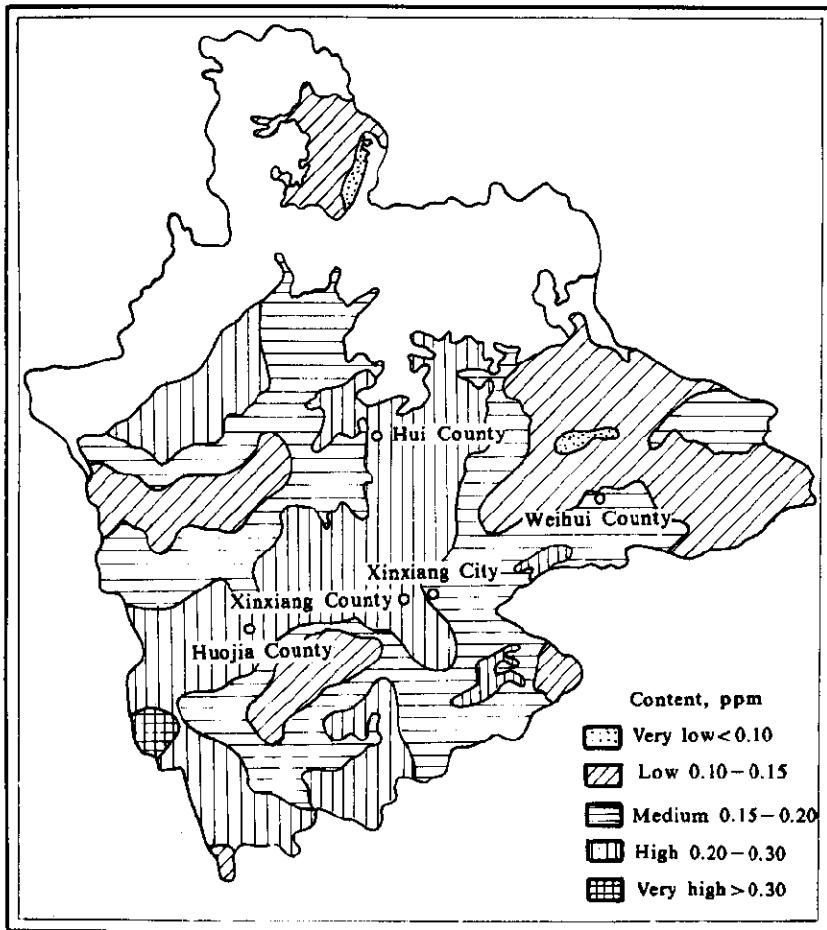 Hui County
Weihui County
Xinxiang City
Xinxiang County
Huojia County
Content, ppm
Very low<0.10
Low 0.10-0.15
Medium 0.15-0.20
High 0.20-0.30
Very high>0.30